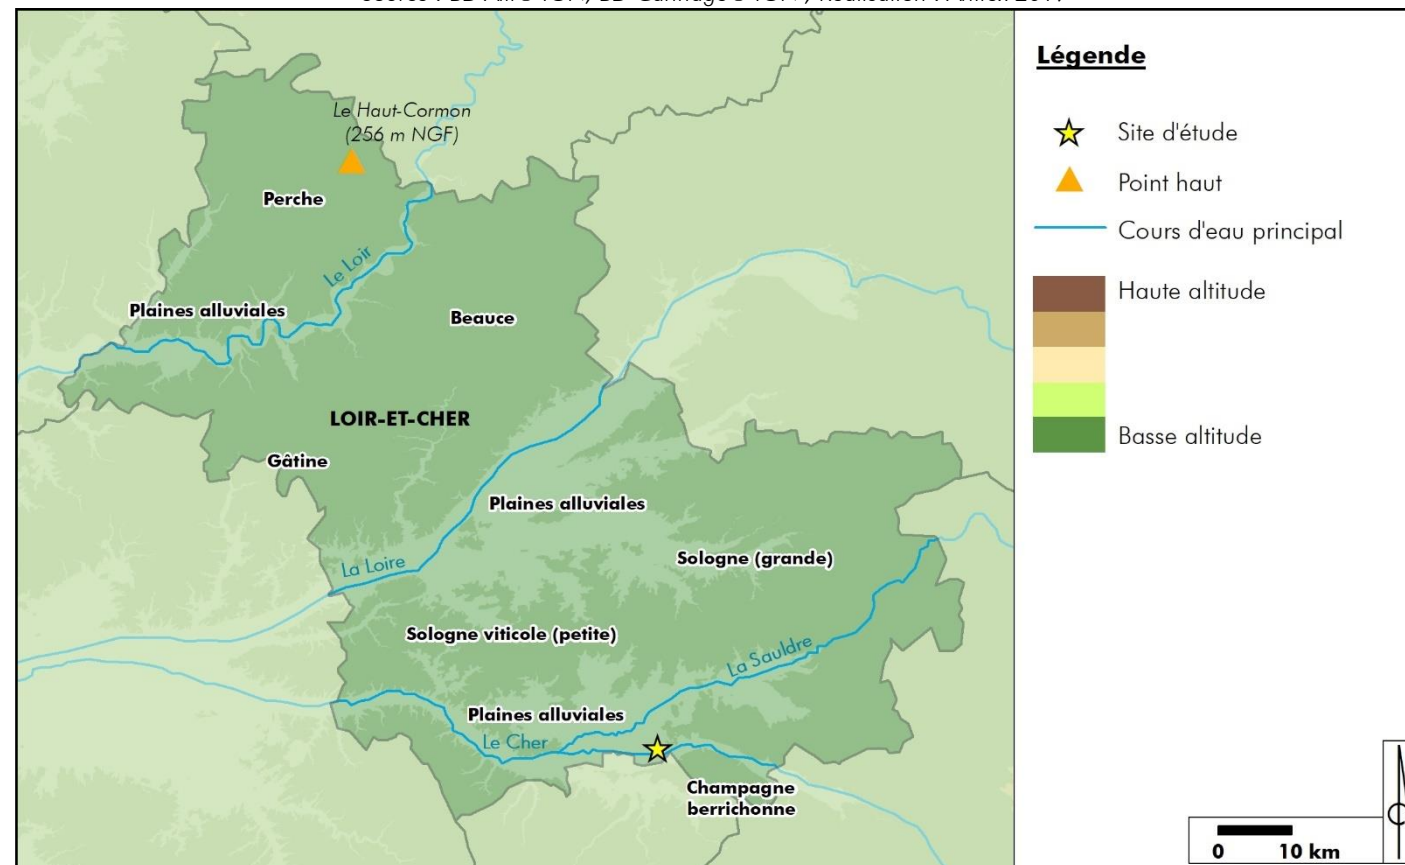 Le Haut-Cormon
(256 m NGF)
Perche
Le Loir
Plaines alluviales
Beauce
LOIR-ET-CHER
Gâtine
Plaines alluviales
La Loire
Sologne (grande)
Sologne viticole (petite)
La Sauldre
Plaines alluviales
Le Cher
Champagne
berrichonne
Légende
Site d'étude
Point haut
Cours d'eau principal
Haute altitude
Basse altitude
0 10 km